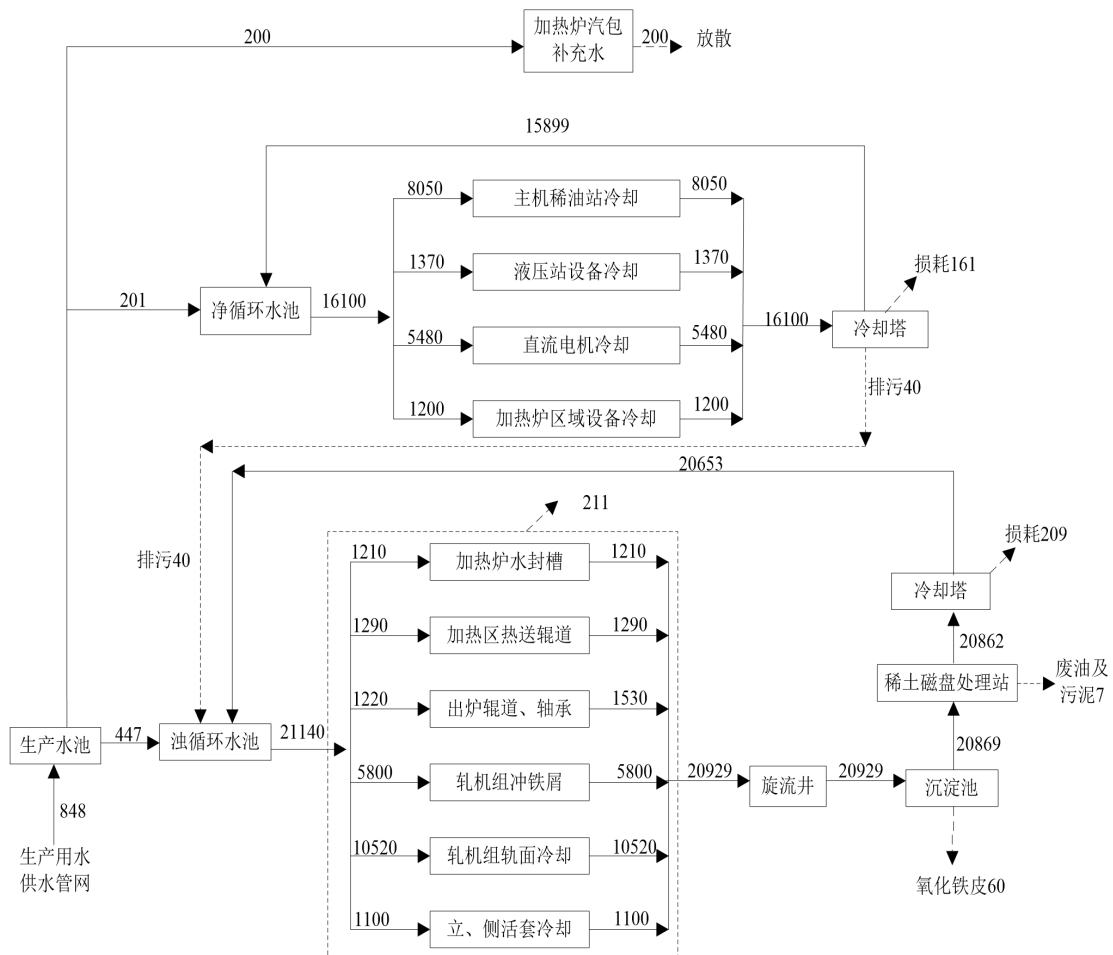 200
加热炉汽包
补充水
200
放散
15899
8050
主机稀油站冷却
8050
1370
液压站设备冷却
1370
损耗161
201
净循环水池
16100
16100
冷却塔
5480
直流电机冷却
5480
排污40
1200
加热炉区域设备冷却
1200
20653
211
排污40
1210
加热炉水封槽
1210
损耗209
冷却塔
1290
加热区热送辊道
1290
20862
稀土磁盘处理站
废油及
污泥7
1220
出炉辊道、轴承
1530
生产水池
447
浊循环水池
21140
20869
5800
轧机组冲铁屑
5800
20929
旋流井
20929
沉淀池
848
生产用水
供水管网
10520
轧机组轨面冷却
10520
氧化铁皮60
1100
立、侧活套冷却
1100